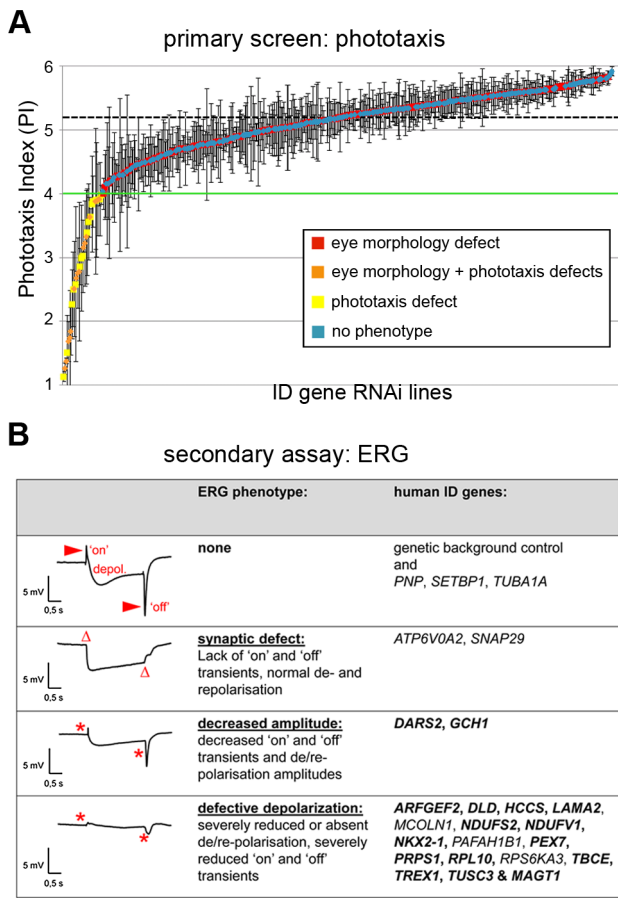 A
primary screen: phototaxis
Phototaxis Index (PI)
6
5
4
3
2
1
eye morphology defect
eye morphology + phototaxis defects
phototaxis defect
no phenotype
ID gene RNAi lines
B
secondary assay: ERG
ERG phenotype:
human ID genes:
'on'
depol.
'off'
5 mV
0,5 s
none
genetic background control
and
PNP, SETBP1, TUBA1A
Δ
Δ
5 mV
0,5 s
synaptic defect:
Lack of 'on' and 'off'
transients, normal de- and
repolarisation
ATP6V0A2, SNAP29
*
*
5 mV
0,5 s
decreased amplitude:
decreased 'on' and 'off'
transients and de/re-
polarisation amplitudes
DARS2, GCH1
*
*
5 mV
0,5 s
defective depolarization:
severely reduced or absent
de/re-polarisation, severely
reduced 'on' and 'off'
transients
ARFGEF2, DLD, HCCS, LAMA2,
MCOLN1, NDUFS2, NDUFV1,
NKX2-1, PAFAH1B1, PEX7,
PRPS1, RPL10, RPS6KA3, TBCE,
TREX1, TUSC3 & MAGT1